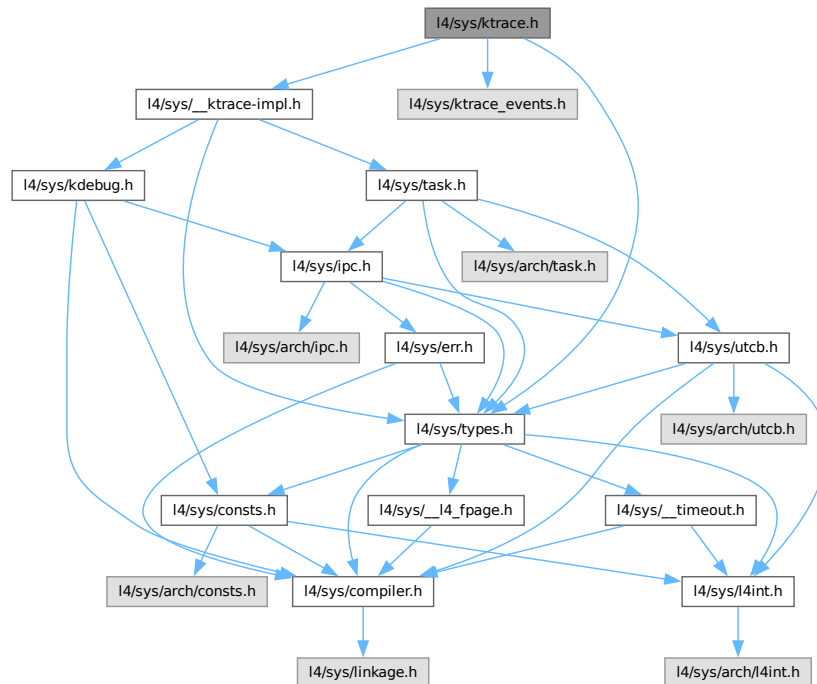 l4/sys/ktrace.h
l4/sys/__ktrace-impl.h
l4/sys/ktrace_events.h
l4/sys/kdebug.h
l4/sys/task.h
l4/sys/ipc.h
l4/sys/arch/task.h
l4/sys/arch/ipc.h
l4/sys/err.h
l4/sys/utcb.h
l4/sys/types.h
l4/sys/arch/utcb.h
l4/sys/consts.h
l4/sys/__l4_fpage.h
l4/sys/__timeout.h
l4/sys/arch/consts.h
l4/sys/compiler.h
l4/sys/l4int.h
l4/sys/linkage.h
l4/sys/arch/l4int.h